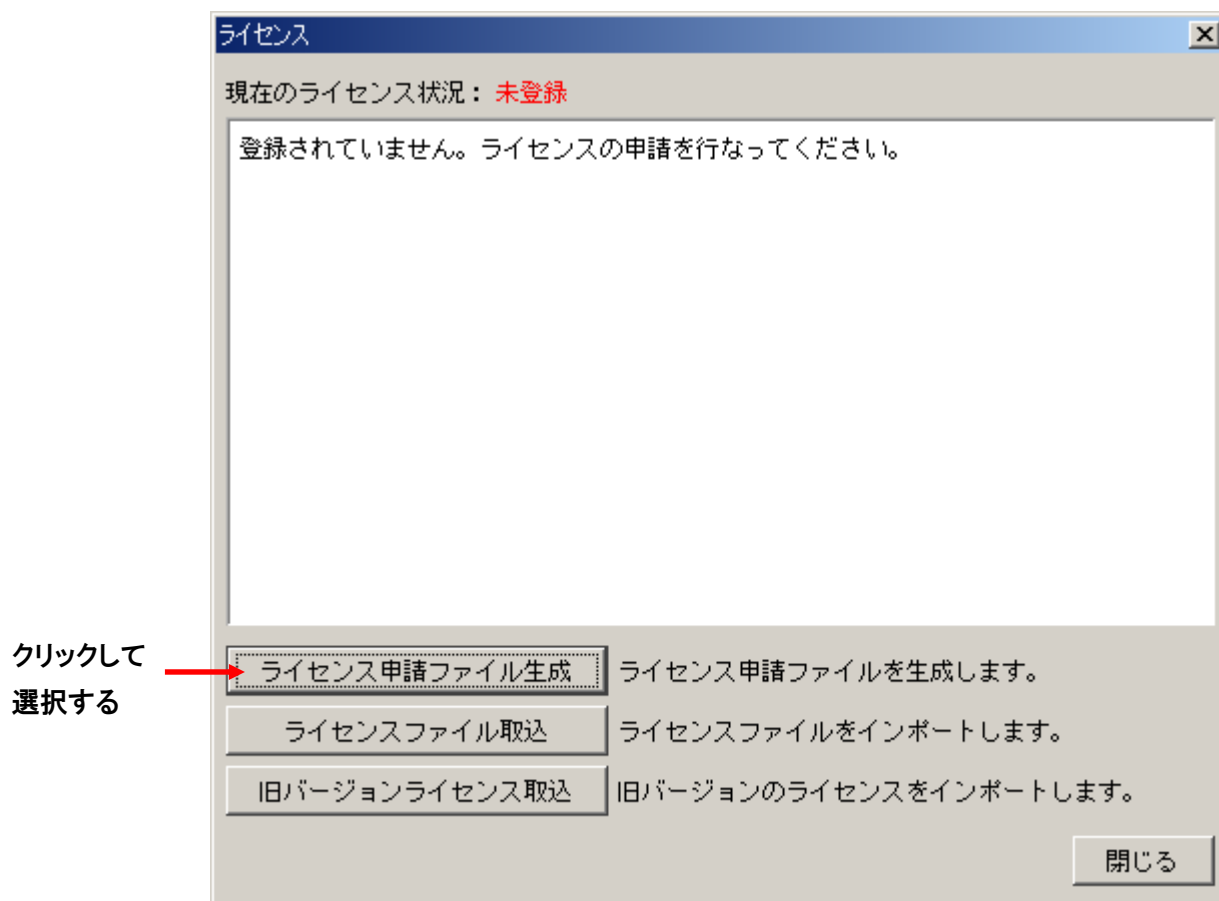 ライセンス
現在のライセンス状況： 未登録
登録されていません。ライセンスの申請を行なってください。
クリックして
選択する
ライセンス申請ファイル生成 ライセンス申請ファイルを生成します。
ライセンスファイル取込 ライセンスファイルをインポートします。
旧バージョンライセンス取込 旧バージョンのライセンスをインポートします。
閉じる